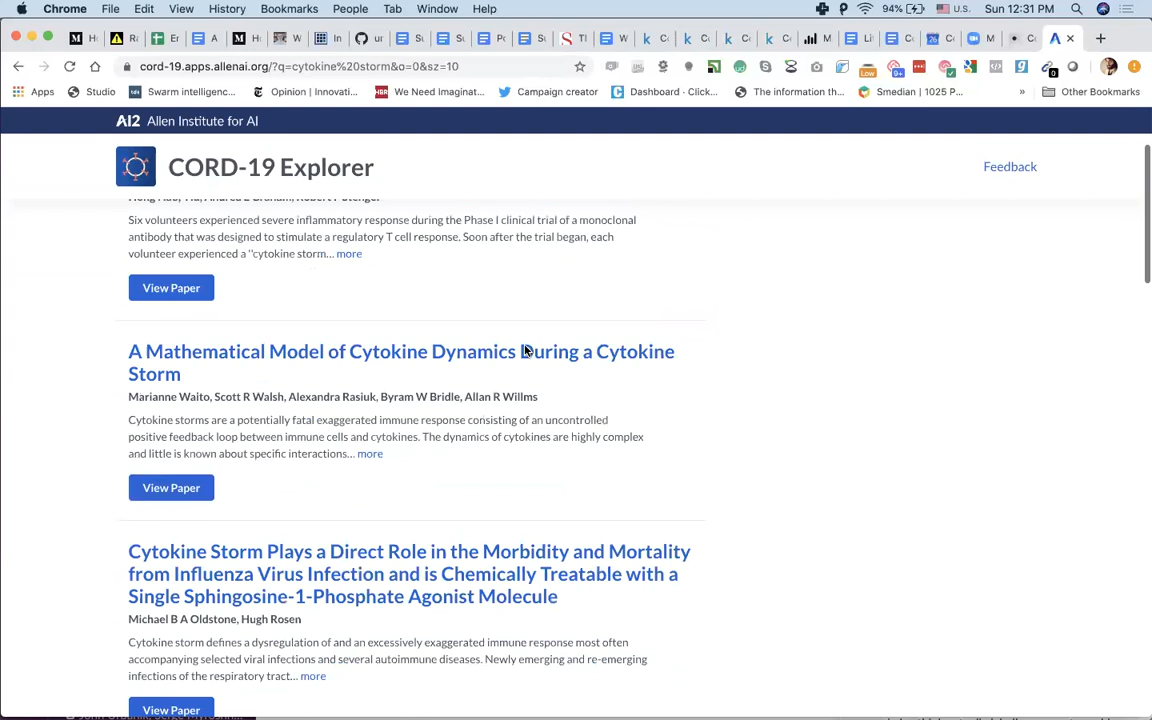 Chrome File Edit View History Bookmarks People Tab Window Help 94% U.S. Sun 12:31 PM
cord-19.apps.allenai.org/?q=cytokine%20storm&o=0&sz=10
Apps Studio Swarm intelligenc... Opinion | Innovati... We Need Imaginat... Campaign creator Dashboard · Click... The information th... Smedian | 1025 P... » Other Bookmarks
AI2 Allen Institute for AI
CORD-19 Explorer
Feedback
Six volunteers experienced severe inflammatory response during the Phase I clinical trial of a monoclonal
antibody that was designed to stimulate a regulatory T cell response. Soon after the trial began, each
volunteer experienced a ''cytokine storm... more
View Paper
A Mathematical Model of Cytokine Dynamics During a Cytokine
Storm
Marianne Waito, Scott R Walsh, Alexandra Rasiuk, Byram W Bridle, Allan R Willms
Cytokine storms are a potentially fatal exaggerated immune response consisting of an uncontrolled
positive feedback loop between immune cells and cytokines. The dynamics of cytokines are highly complex
and little is known about specific interactions... more
View Paper
Cytokine Storm Plays a Direct Role in the Morbidity and Mortality
from Influenza Virus Infection and is Chemically Treatable with a
Single Sphingosine-1-Phosphate Agonist Molecule
Michael B A Oldstone, Hugh Rosen
Cytokine storm defines a dysregulation of and an excessively exaggerated immune response most often
accompanying selected viral infections and several autoimmune diseases. Newly emerging and re-emerging
infections of the respiratory tract... more
View Paper